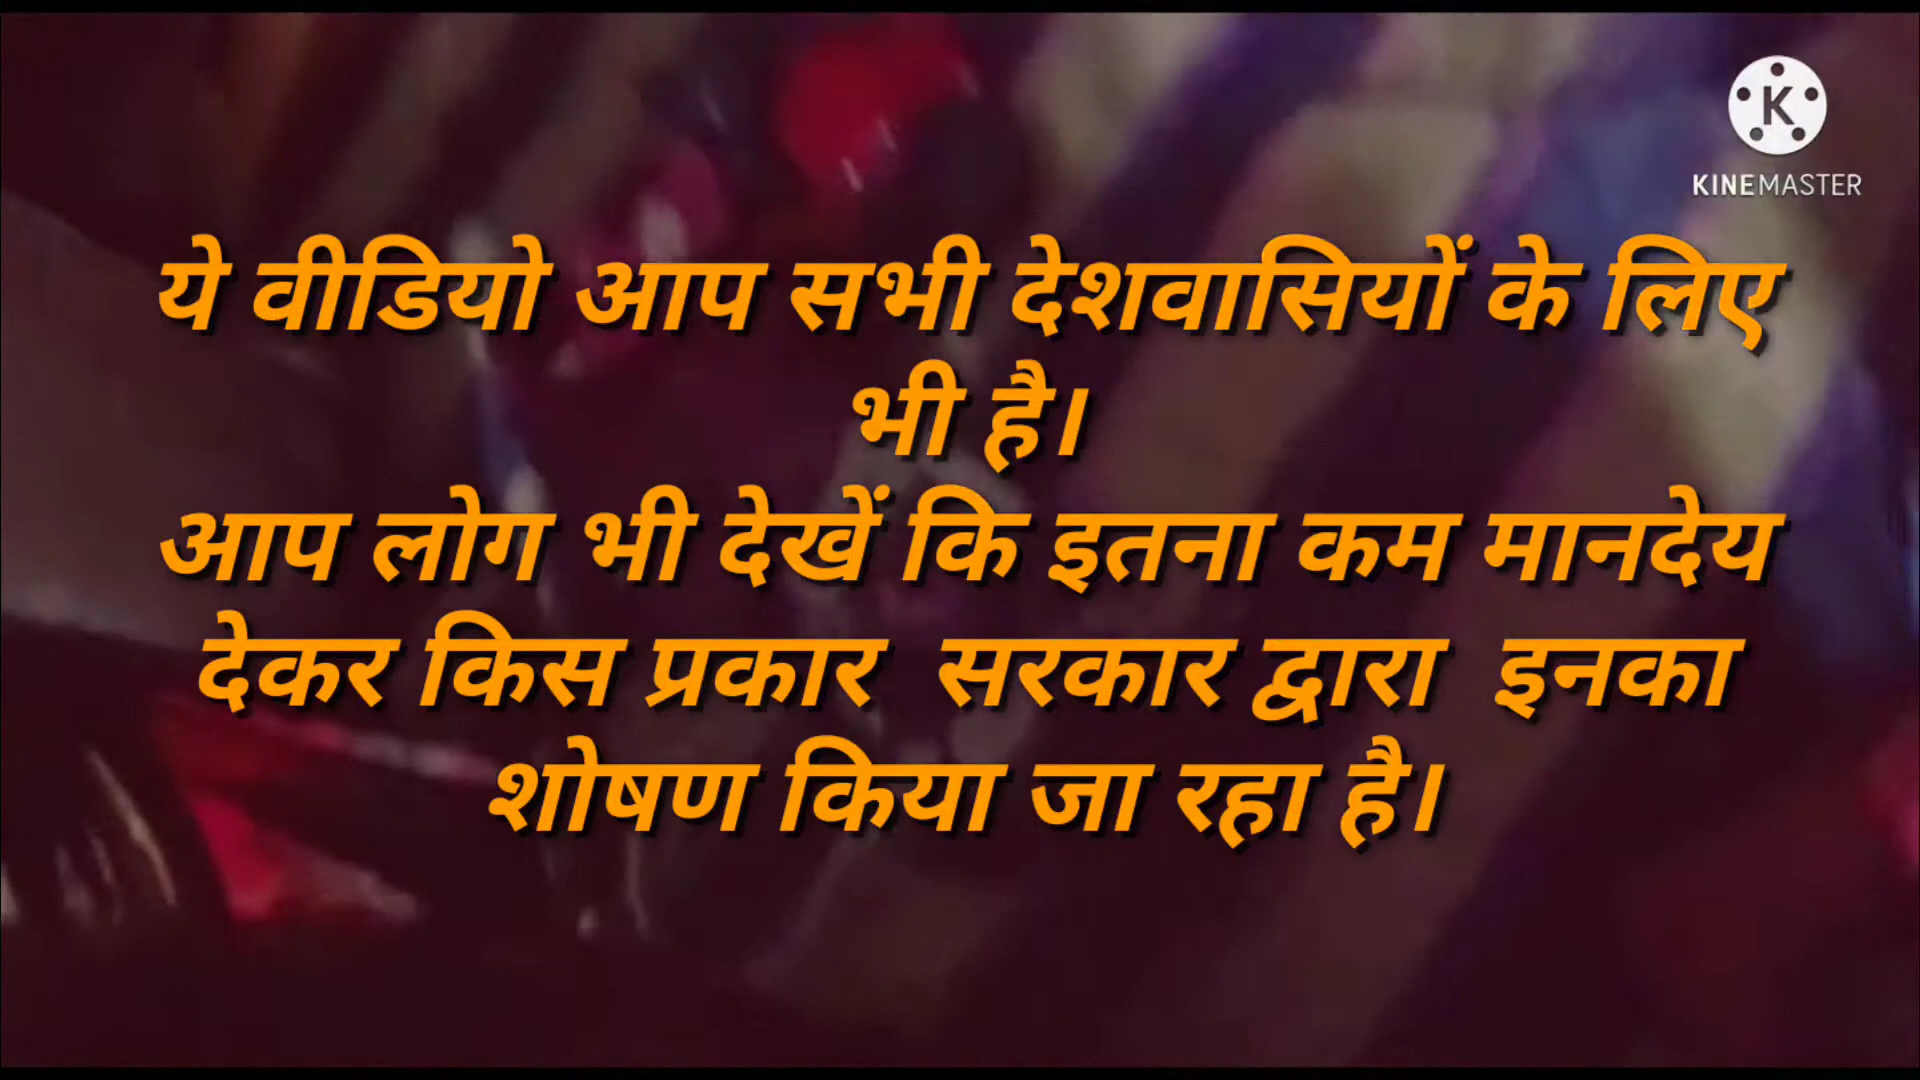 K
KINEMASTER
ये वीडियो आप सभी देशवासियों के लिए
भी है।
आप लोग भी देखें कि इतना कम मानदेय
देकर किस प्रकार सरकार द्वारा इनका
शोषण किया जा रहा है।